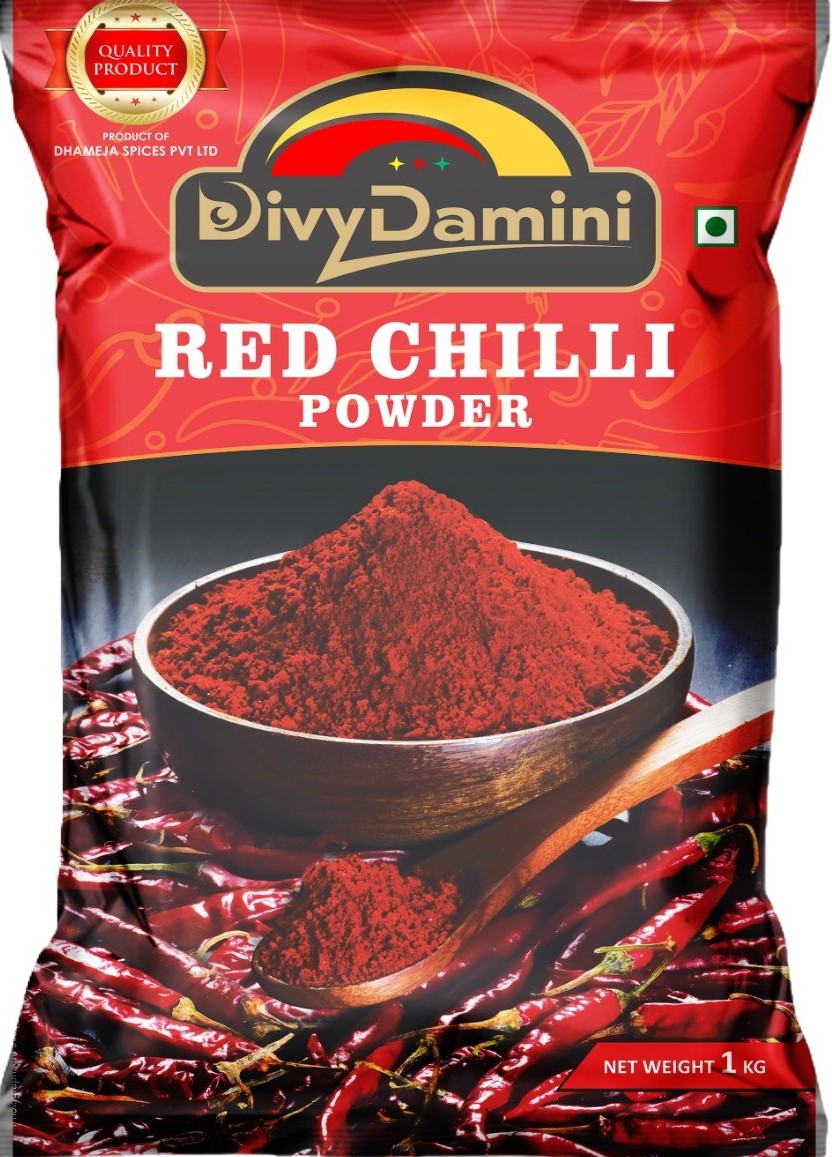 QUALITY
PRODUCT
PRODUCT OF
DHAMEJA SPICES PVT LTD
DivyDamini
RED CHILLI
POWDER
NET WEIGHT 1 KG